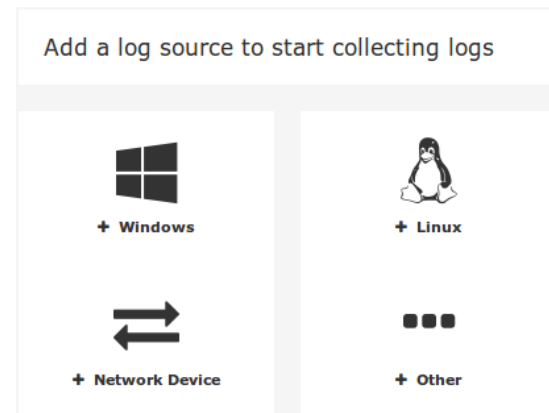 Add a log source to start collecting logs
+ Windows
+ Linux
+ Network Device
+ Other